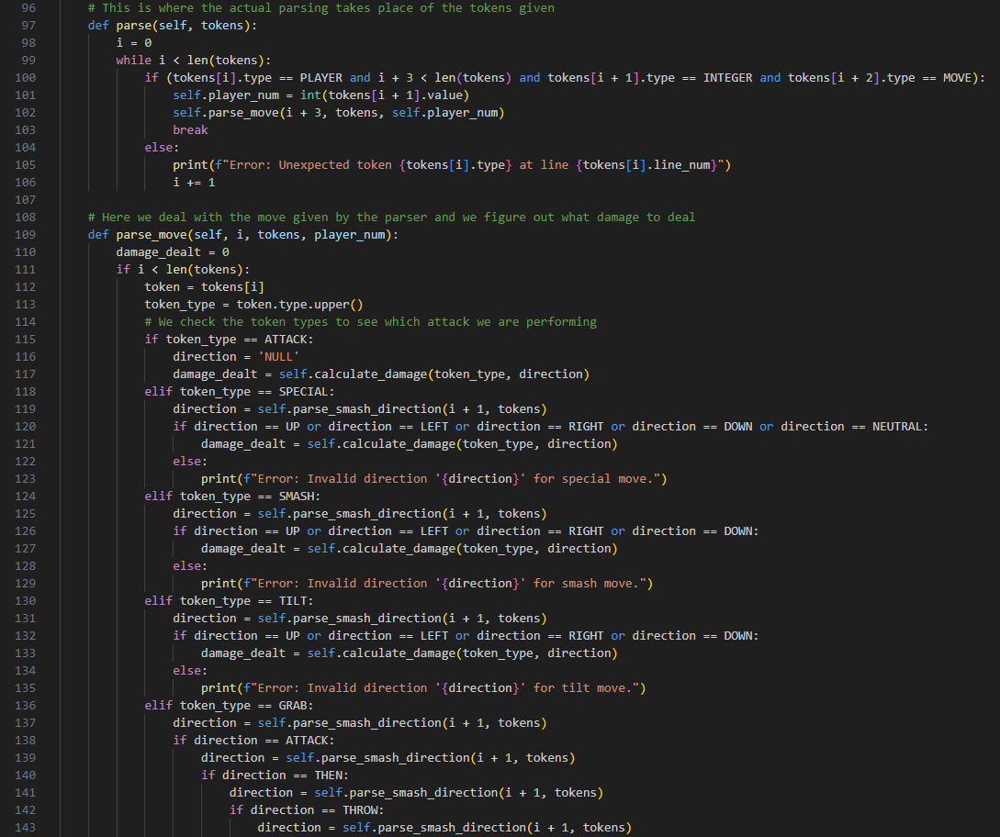 96 # This is where the actual parsing takes place of the tokens given
97 def parse(self, tokens):
98 i = 0
99 while i < len(tokens):
100 if (tokens[i].type == PLAYER and i + 3 < len(tokens) and tokens[i + 1].type == INTEGER and tokens[i + 2].type == MOVE):
101 self.player_num = int(tokens[i + 1].value)
102 self.parse_move(i + 3, tokens, self.player_num)
103 break
104 else:
105 print(f"Error: Unexpected token {tokens[i].type} at line {tokens[i].line_num}")
106 i += 1
107
108 # Here we deal with the move given by the parser and we figure out what damage to deal
109 def parse_move(self, i, tokens, player_num):
110 damage_dealt = 0
111 if i < len(tokens):
112 token = tokens[i]
113 token_type = token.type.upper()
114 # We check the token types to see which attack we are performing
115 if token_type == ATTACK:
116 direction = 'NULL'
117 damage_dealt = self.calculate_damage(token_type, direction)
118 elif token_type == SPECIAL:
119 direction = self.parse_smash_direction(i + 1, tokens)
120 if direction == UP or direction == LEFT or direction == RIGHT or direction == DOWN or direction == NEUTRAL:
121 damage_dealt = self.calculate_damage(token_type, direction)
122 else:
123 print(f"Error: Invalid direction '{direction}' for special move.")
124 elif token_type == SMASH:
125 direction = self.parse_smash_direction(i + 1, tokens)
126 if direction == UP or direction == LEFT or direction == RIGHT or direction == DOWN:
127 damage_dealt = self.calculate_damage(token_type, direction)
128 else:
129 print(f"Error: Invalid direction '{direction}' for smash move.")
130 elif token_type == TILT:
131 direction = self.parse_smash_direction(i + 1, tokens)
132 if direction == UP or direction == LEFT or direction == RIGHT or direction == DOWN:
133 damage_dealt = self.calculate_damage(token_type, direction)
134 else:
135 print(f"Error: Invalid direction '{direction}' for tilt move.")
136 elif token_type == GRAB:
137 direction = self.parse_smash_direction(i + 1, tokens)
138 if direction == ATTACK:
139 direction = self.parse_smash_direction(i + 1, tokens)
140 if direction == THEN:
141 direction = self.parse_smash_direction(i + 1, tokens)
142 if direction == THROW:
143 direction = self.parse_smash_direction(i + 1, tokens)